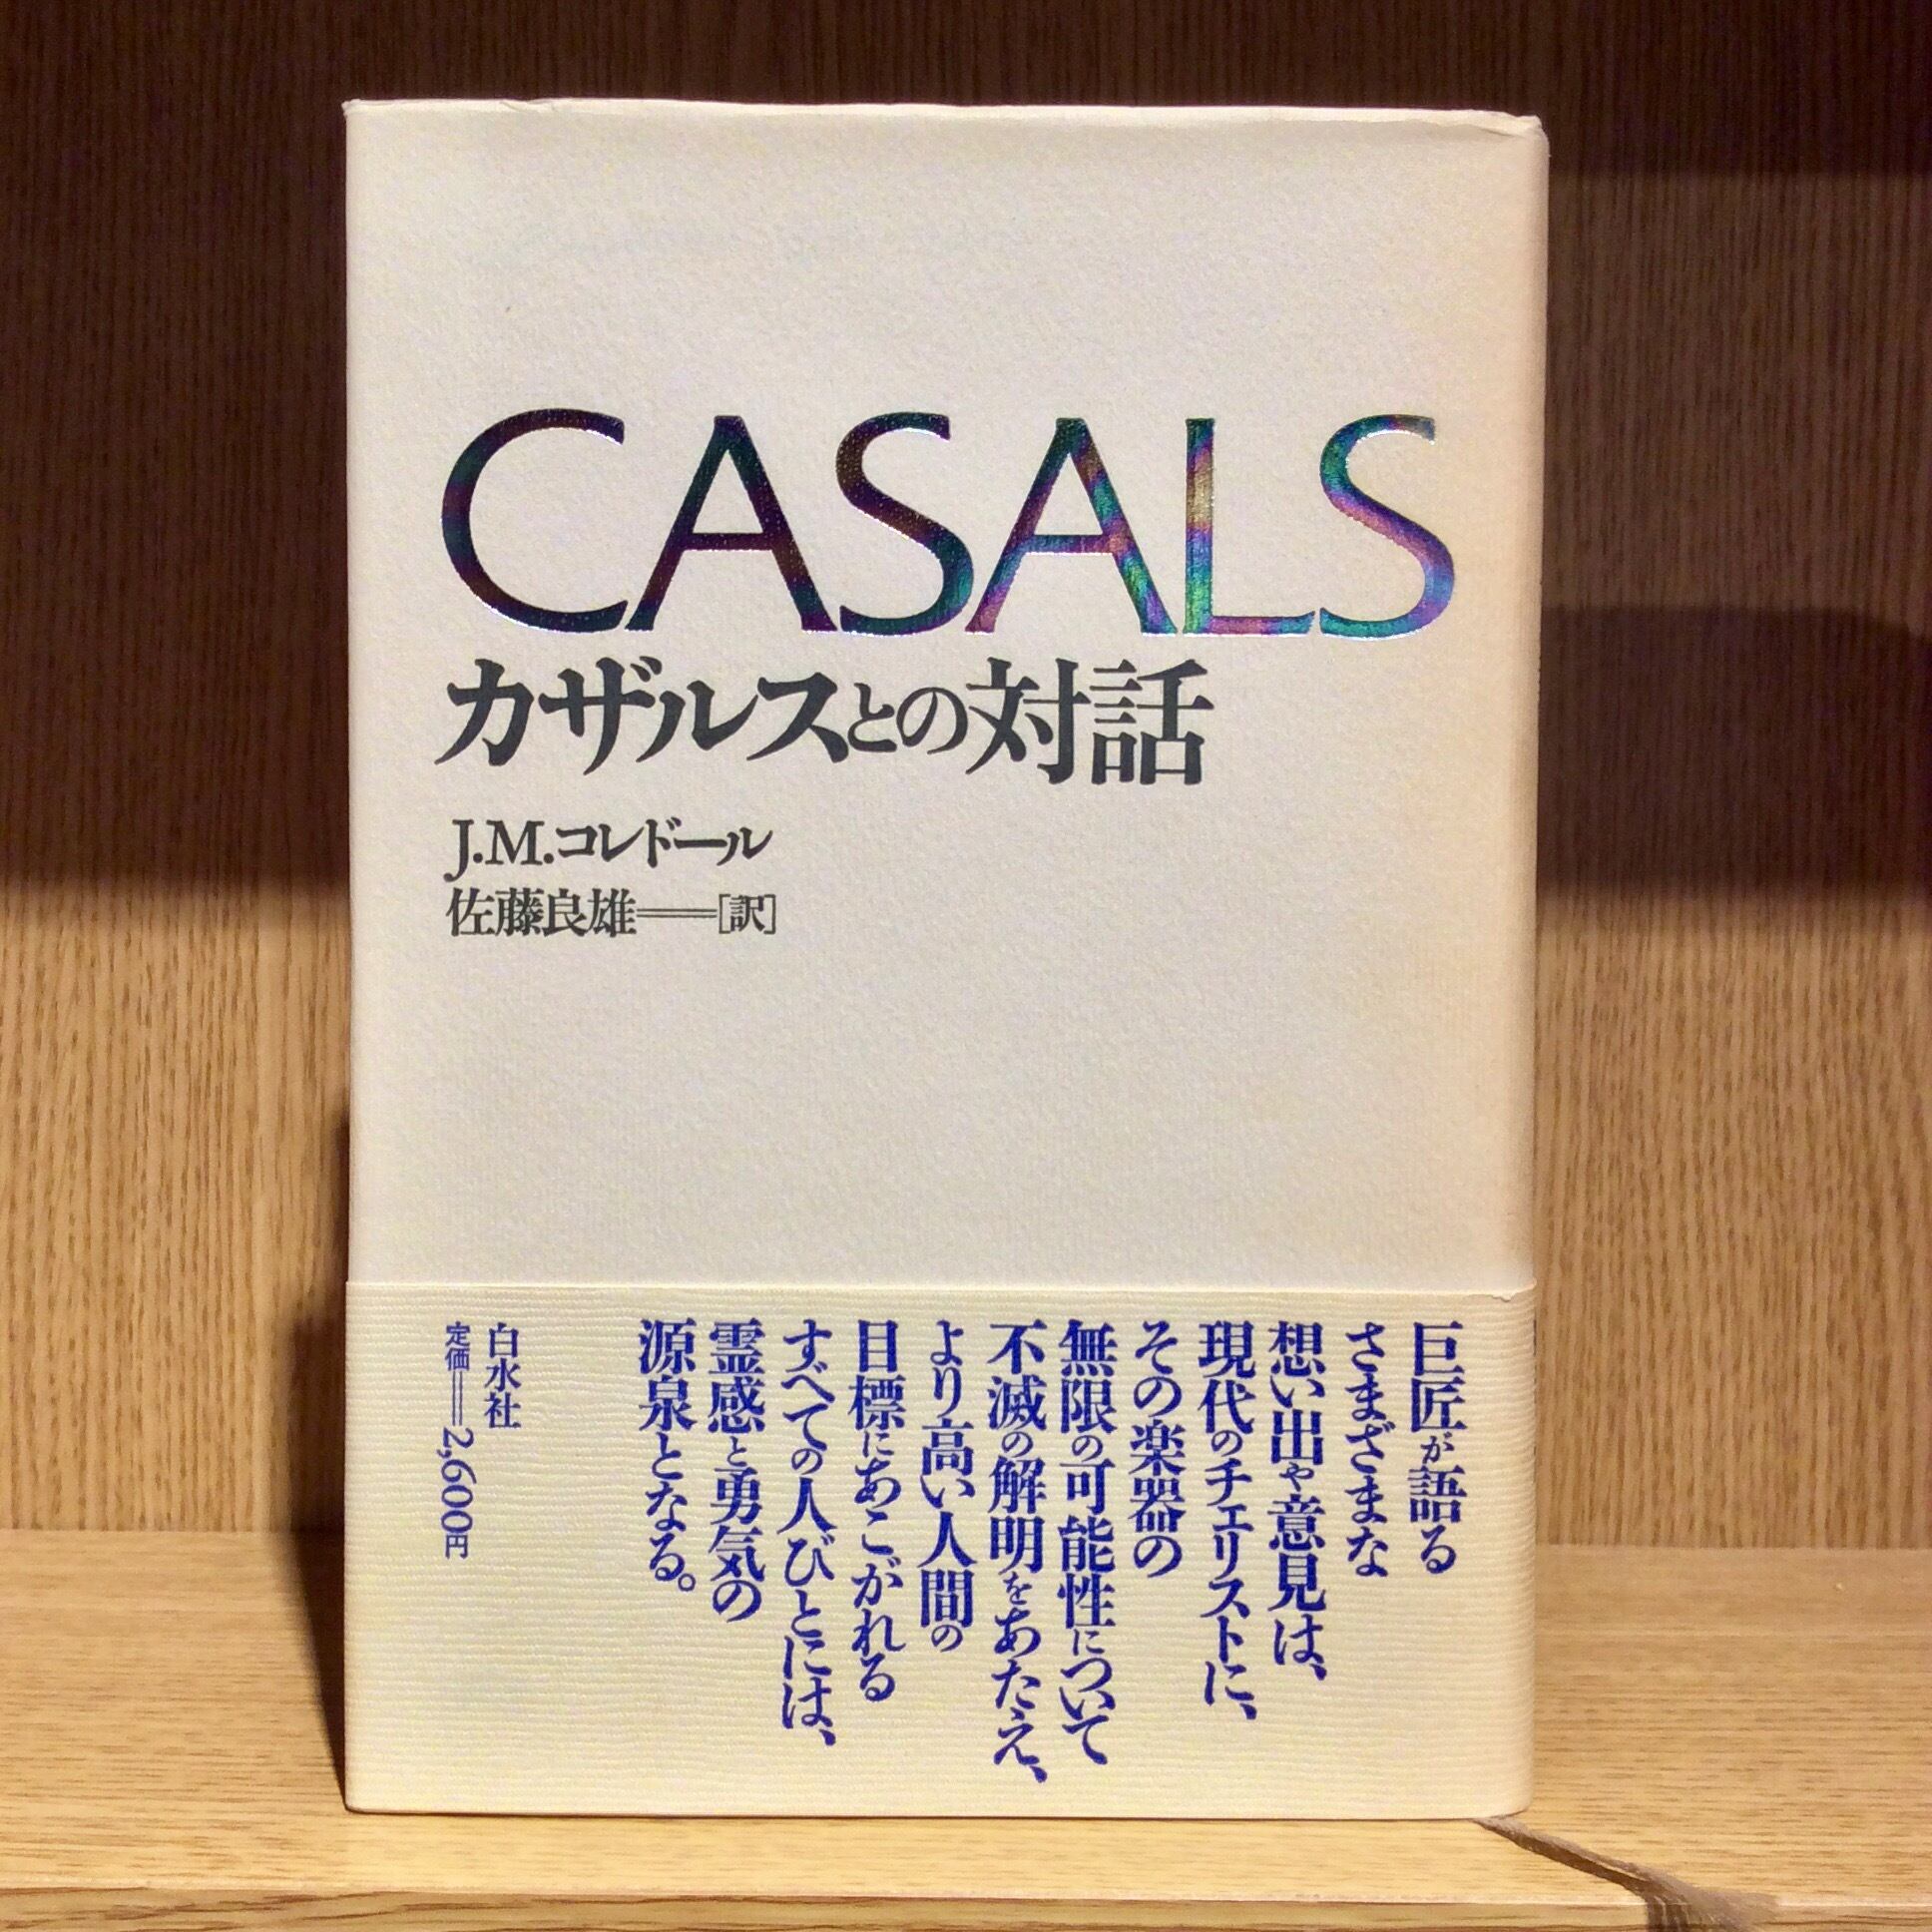 CASALS
カザルスとの対話
J.M.コレドール
佐藤良雄══[訳]
巨匠が語る
さまざまな
想い出や意見は、
現代のチェリストに、
その楽器の
無限の可能性について
不滅の解明をあたえ、
より高い人間の
目標にあこがれる
すべての人びとには、
霊感と勇気の
源泉となる。
白水社
定価══2,600円